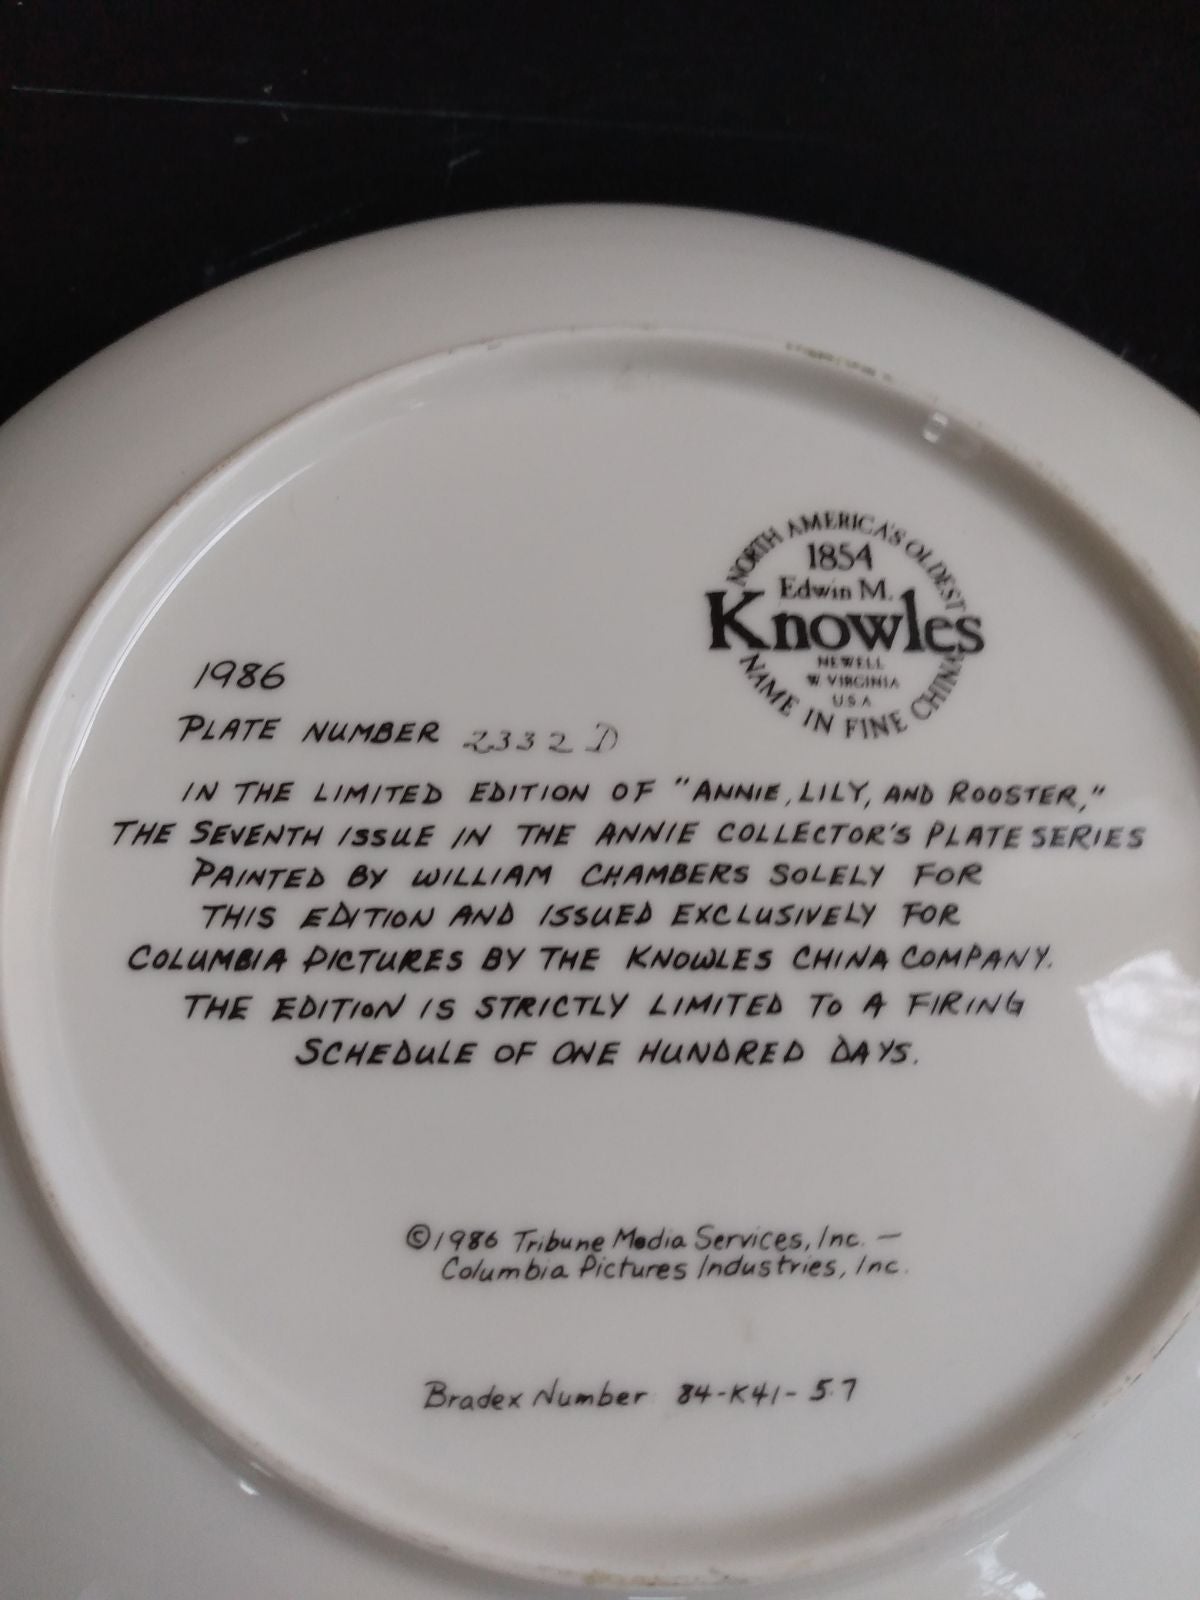 NORTH AMERICA'S OLDEST
1854
Edwin M.
Knowles
NEWELL
W. VIRGINIA
USA
NAME IN FINE CHINA
1986
PLATE NUMBER 2332 D
IN THE LIMITED EDITION OF "ANNIE, LILY, AND ROOSTER,"
THE SEVENTH ISSUE IN THE ANNIE COLLECTOR'S PLATE SERIES
PAINTED BY WILLIAM CHAMBERS SOLELY FOR
THIS EDITION AND ISSUED EXCLUSIVELY FOR
COLUMBIA PICTURES BY THE KNOWLES CHINA COMPANY.
THE EDITION IS STRICTLY LIMITED TO A FIRING
SCHEDULE OF ONE HUNDRED DAYS.
©1986 Tribune Media Services, Inc. —
Columbia Pictures Industries, Inc.
Bradex Number 84-K41-5.7